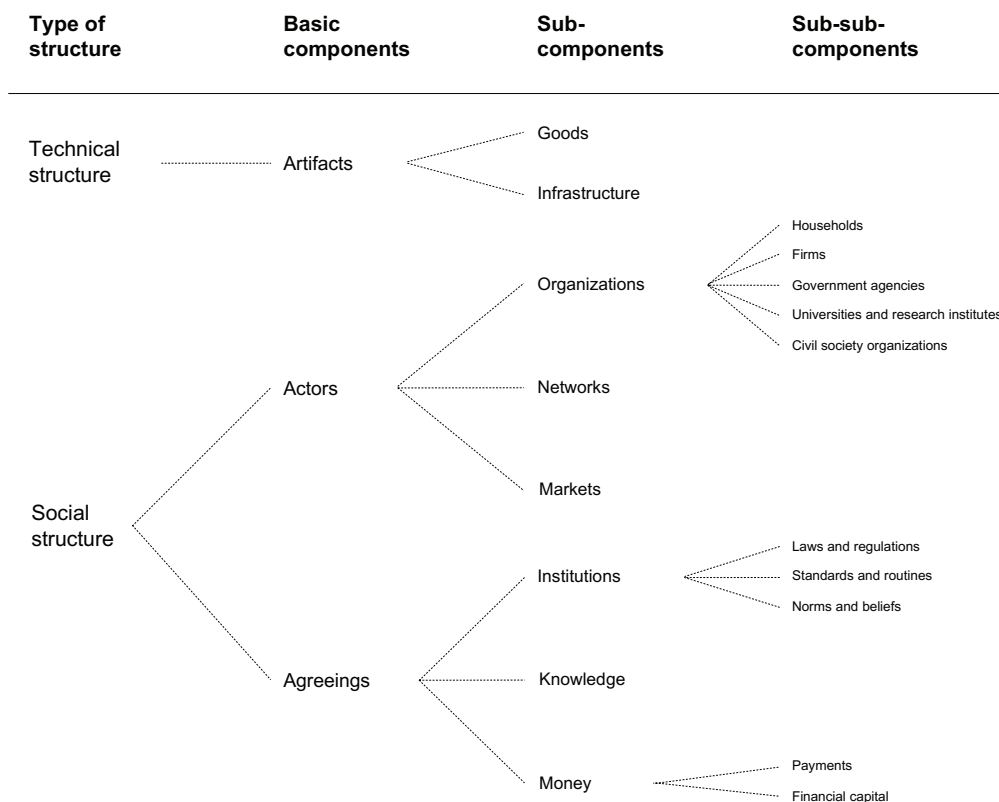 Type of
structure
Basic
components
Sub-
components
Sub-sub-
components
Technical
structure
Artifacts
Goods
Infrastructure
Social
structure
Actors
Organizations
Households
Firms
Government agencies
Universities and research institutes
Civil society organizations
Networks
Markets
Agreeings
Institutions
Laws and regulations
Standards and routines
Norms and beliefs
Knowledge
Money
Payments
Financial capital